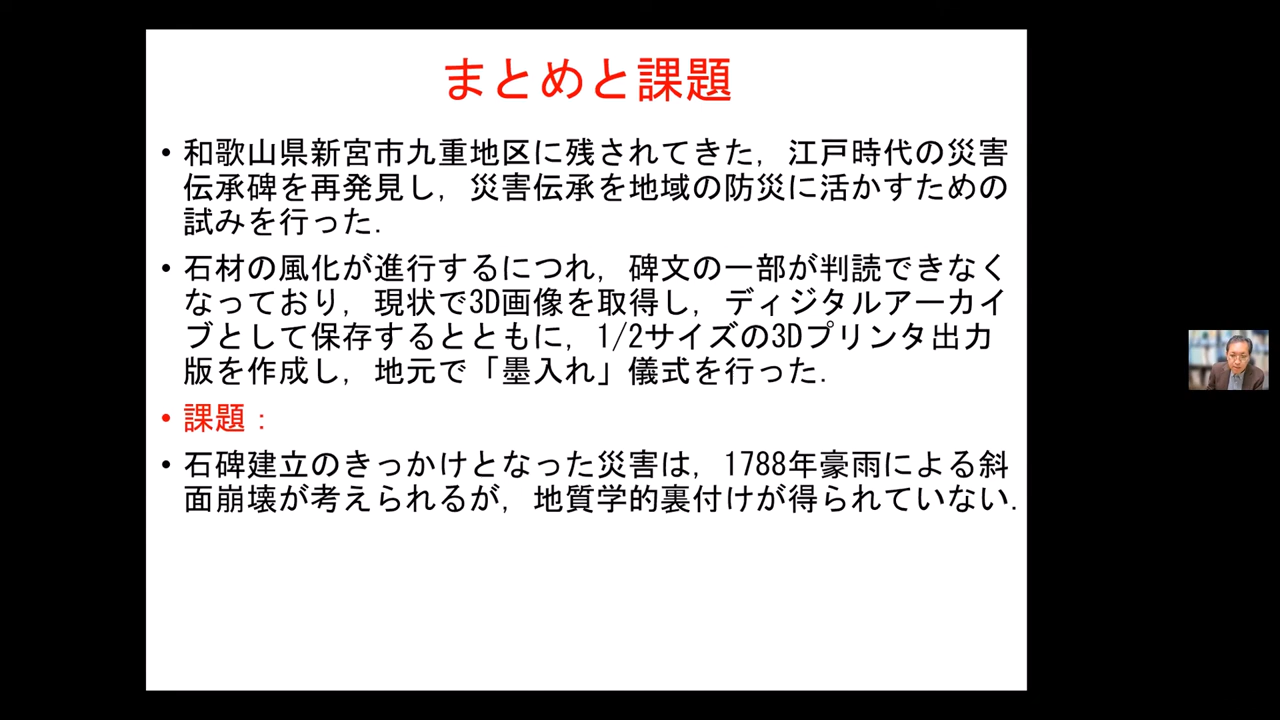 まとめと課題
• 和歌山県新宮市九重地区に残されてきた，江戸時代の災害
伝承碑を再発見し，災害伝承を地域の防災に活かすための
試みを行った．
• 石材の風化が進行するにつれ，碑文の一部が判読できなく
なっており，現状で3D画像を取得し，ディジタルアーカイ
ブとして保存するとともに，1/2サイズの3Dプリンタ出力
版を作成し，地元で「墨入れ」儀式を行った．
• 課題：
• 石碑建立のきっかけとなった災害は，1788年豪雨による斜
面崩壊が考えられるが，地質学的裏付けが得られていない．